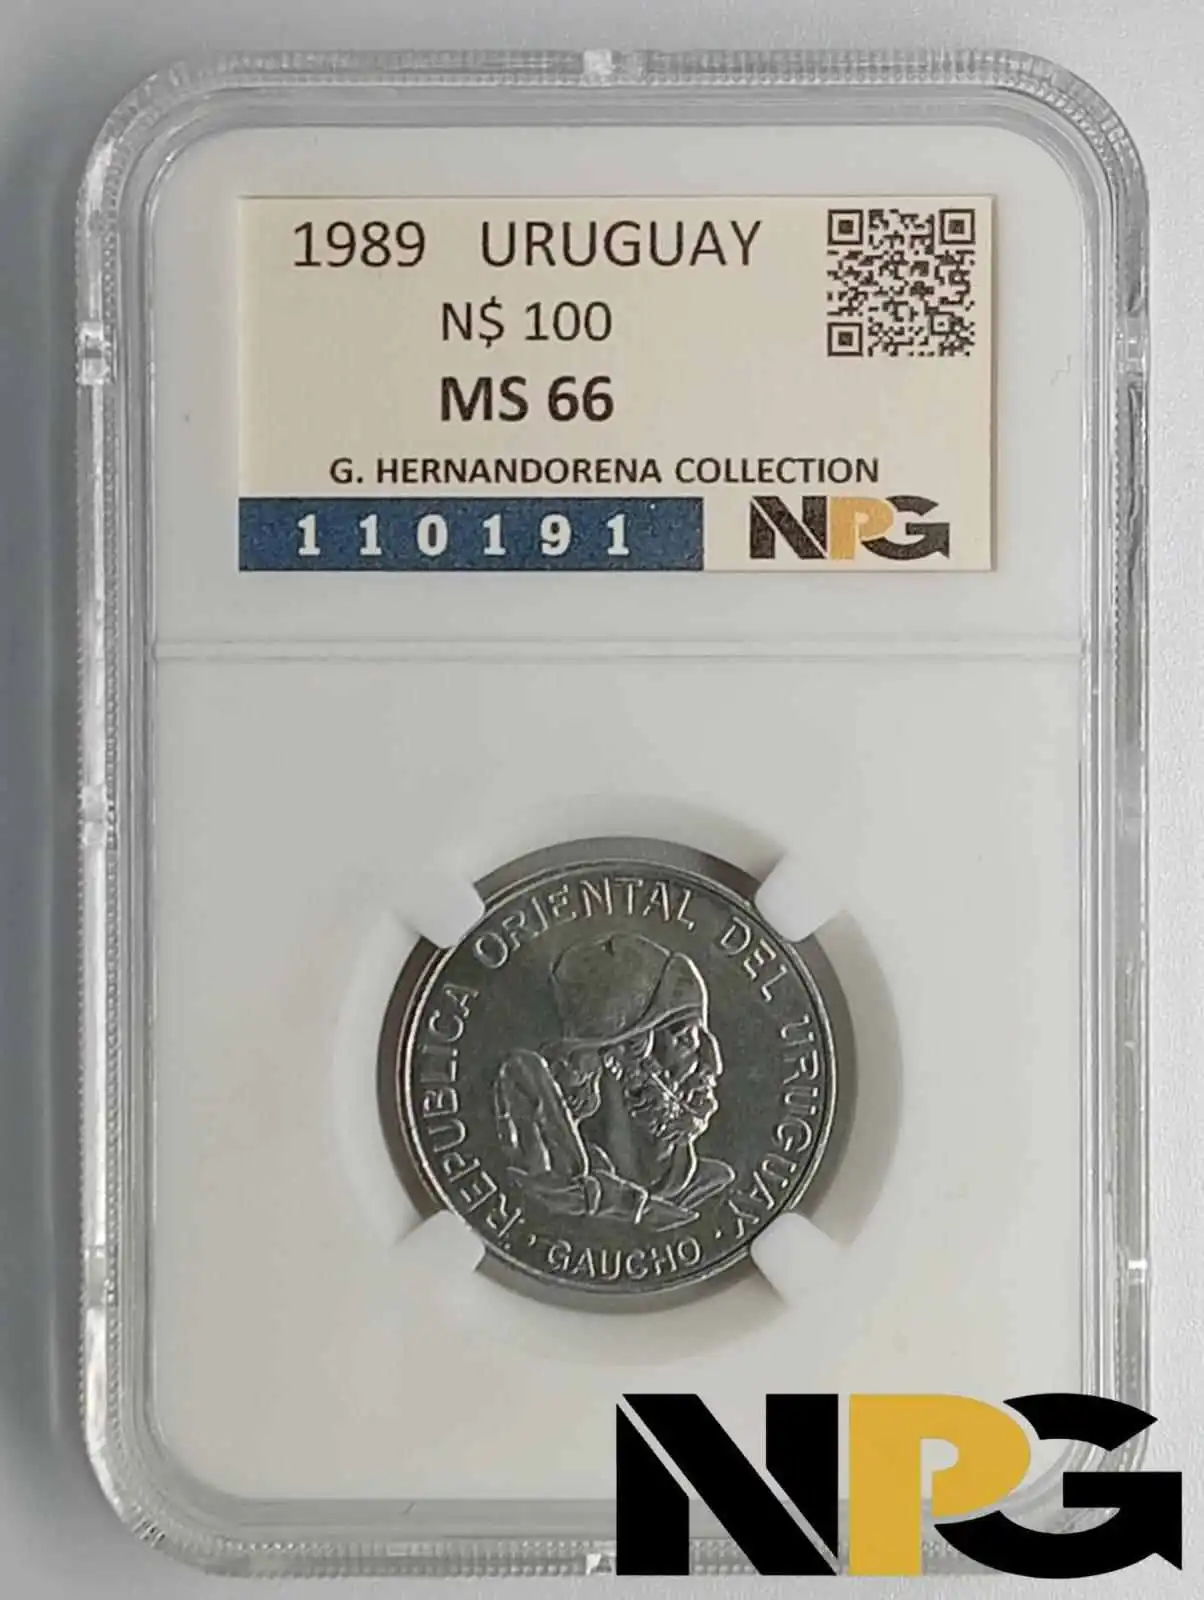 1989 URUGUAY
N$ 100
MS 66
G. HERNANDORENA COLLECTION
110191 NPG
REPUBLICA ORIENTAL DEL URUGUAY
· GAUCHO ·
NPG